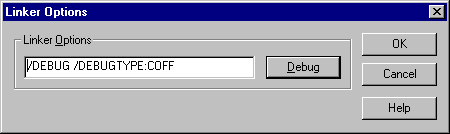 Linker Options
Linker Options
/DEBUG /DEBUGTYPE:COFF
Debug
OK
Cancel
Help